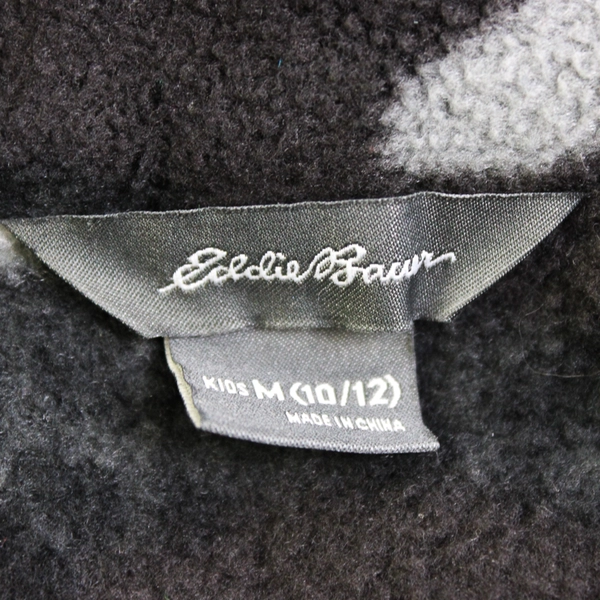 Eddie Bauer
KIDS M (10/12)
MADE IN CHINA